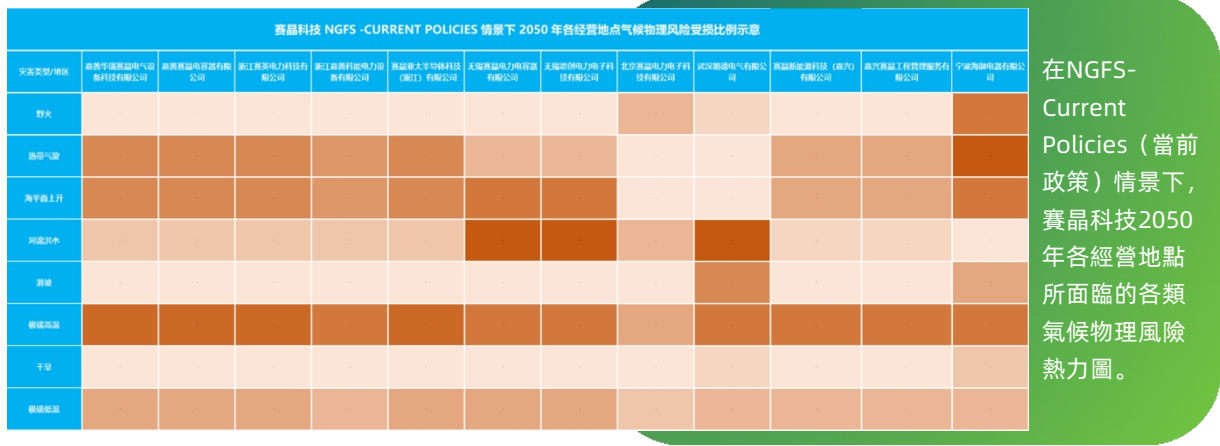 赛晶科技 NGFS -CURRENT POLICIES 情景下 2050 年各经营地点气候物理风险受损比例示意
灾害类型/地区
嘉善华瑞赛晶电气设备科技有限公司
嘉善赛晶电容器有限公司
浙江赛英电力科技有限公司
浙江嘉善科能电力设备有限公司
赛晶亚太半导体科技（浙江）有限公司
无锡赛晶电力电容器有限公司
无锡赛创电力电子科技有限公司
北京赛晶电力电子科技有限公司
武汉朗德电气有限公司
赛晶新能源科技（嘉兴）有限公司
嘉兴赛晶工程管理服务有限公司
宁波海融电器有限公司
野火
热带气旋
海平面上升
河流洪水
滑坡
极端高温
干旱
极端低温
在NGFS-
Current
Policies（當前
政策）情景下，
賽晶科技2050
年各經營地點
所面臨的各類
氣候物理風險
熱力圖。